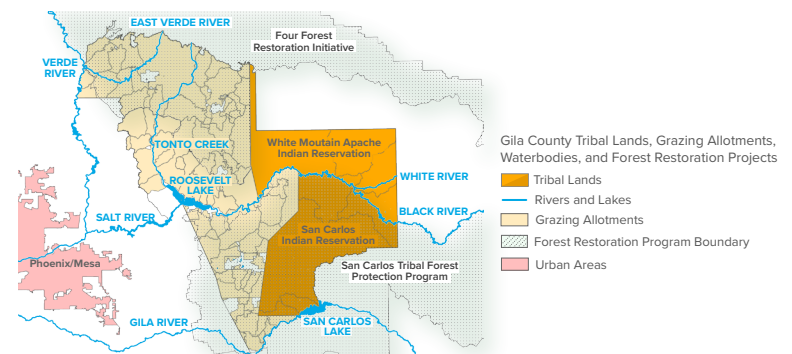 EAST VERDE RIVER
Four Forest
Restoration Initiative
VERDE
RIVER
TONTO CREEK
White Moutain Apache
Indian Reservation
ROOSEVELT
LAKE
WHITE RIVER
SALT RIVER
BLACK RIVER
San Carlos
Indian Reservation
Phoenix/Mesa
San Carlos Tribal Forest
Protection Program
GILA RIVER
SAN CARLOS
LAKE
Gila County Tribal Lands, Grazing Allotments,
Waterbodies, and Forest Restoration Projects
Tribal Lands
Rivers and Lakes
Grazing Allotments
Forest Restoration Program Boundary
Urban Areas